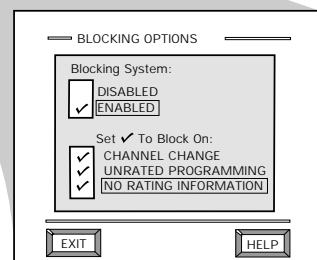 BLOCKING OPTIONS
Blocking System:
DISABLED
✓ ENABLED
Set ✓ To Block On:
✓ CHANNEL CHANGE
✓ UNRATED PROGRAMMING
✓ NO RATING INFORMATION
EXIT
HELP